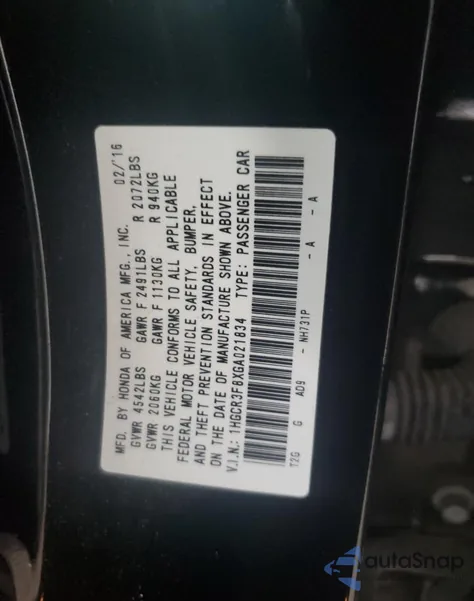 MFD. BY HONDA OF AMERICA MFG., INC. 02/'16
GVWR 4542LBS GAWR F 2491LBS R 2072LBS
GVWR 2060KG GAWR F 1130KG R 940KG
THIS VEHICLE CONFORMS TO ALL APPLICABLE
FEDERAL MOTOR VEHICLE SAFETY, BUMPER,
AND THEFT PREVENTION STANDARDS IN EFFECT
ON THE DATE OF MANUFACTURE SHOWN ABOVE.
V.I.N.: 1HGCR3F8XGA021834 TYPE: PASSENGER CAR
T2G G AD9 - NH731P - A - A
autaSnap